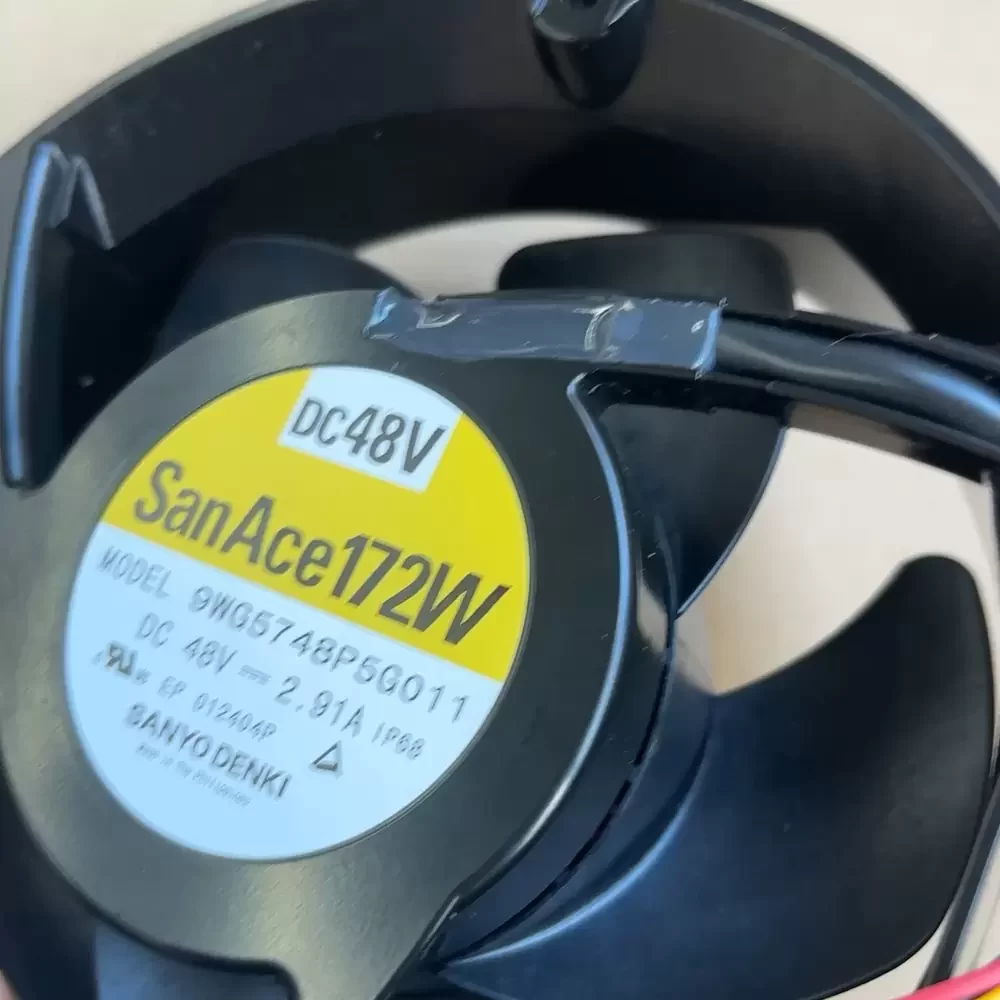 DC48V
SanAce172W
MODEL 9WG5748P5G011
DC 48V ⎓ 2.91A IP68
EP 012404P
SANYO DENKI